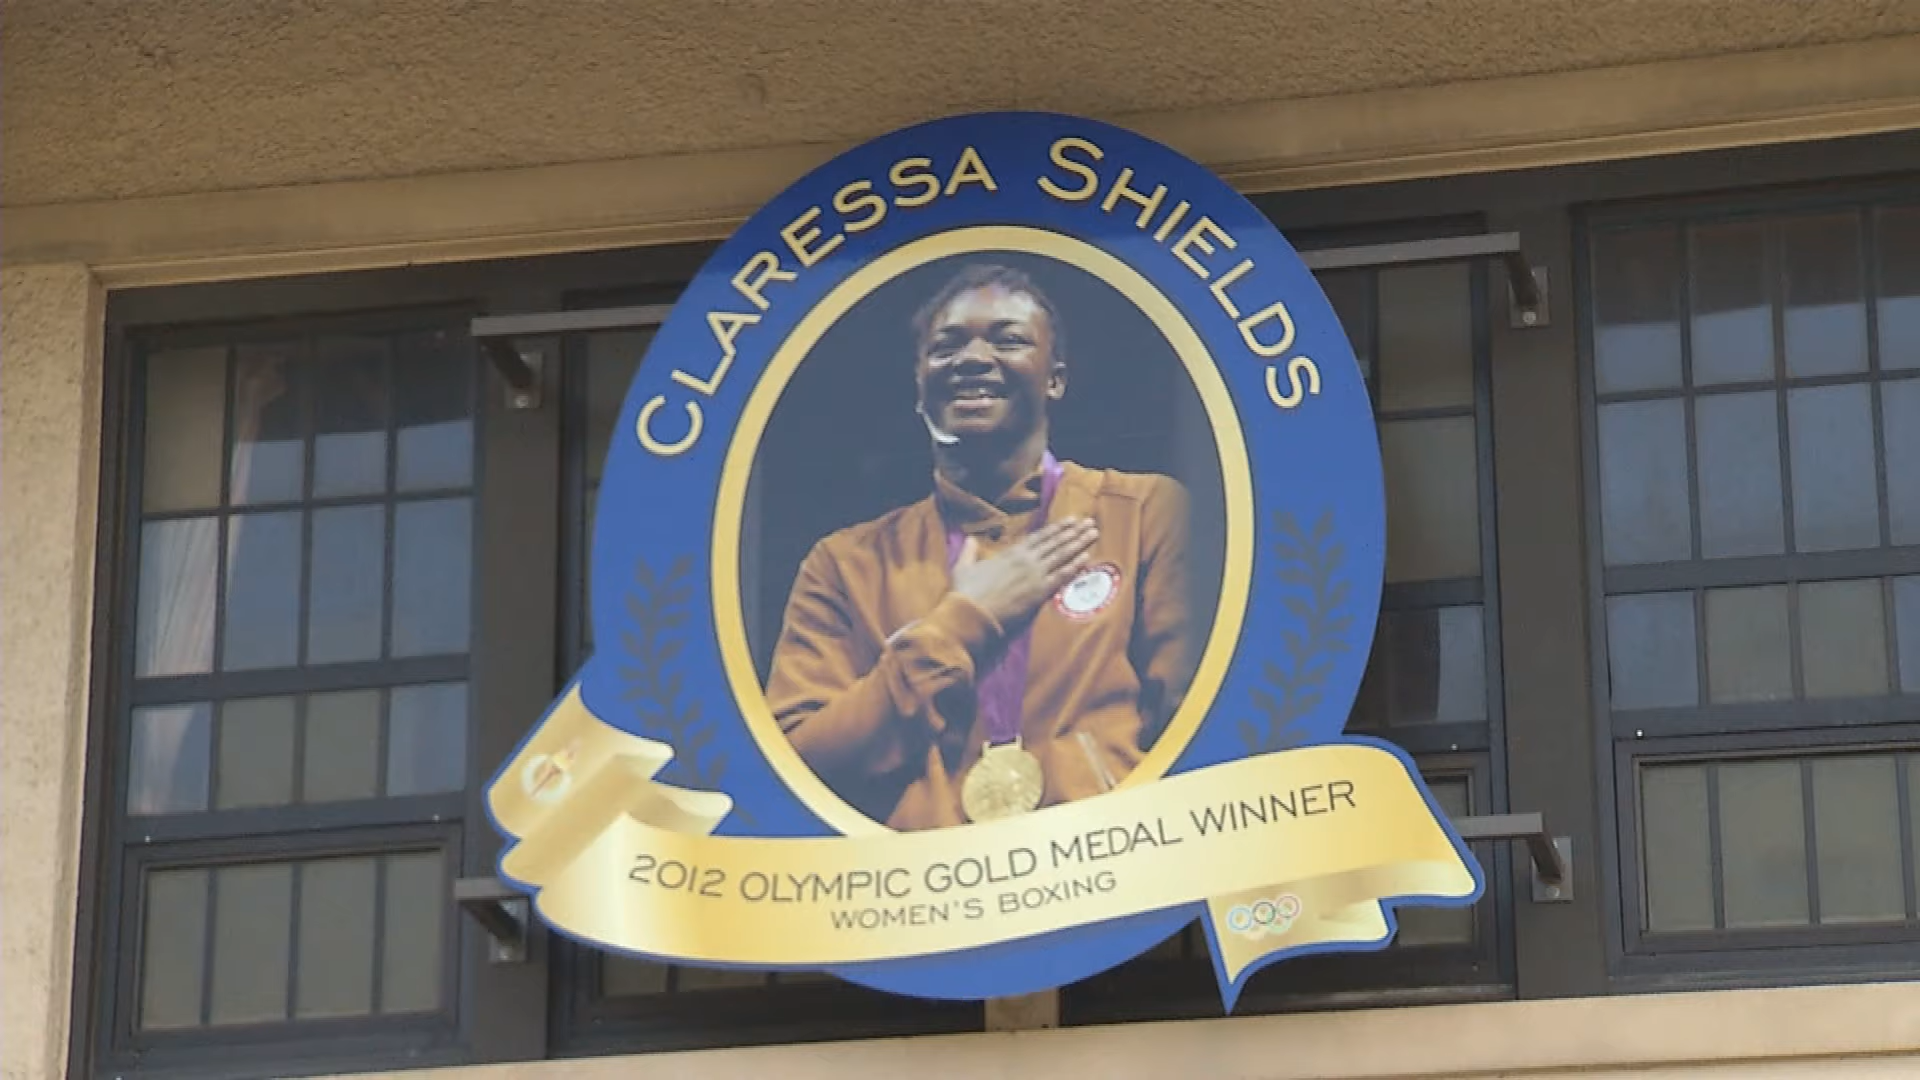 CLARESSA SHIELDS
2012 OLYMPIC GOLD MEDAL WINNER
WOMEN'S BOXING